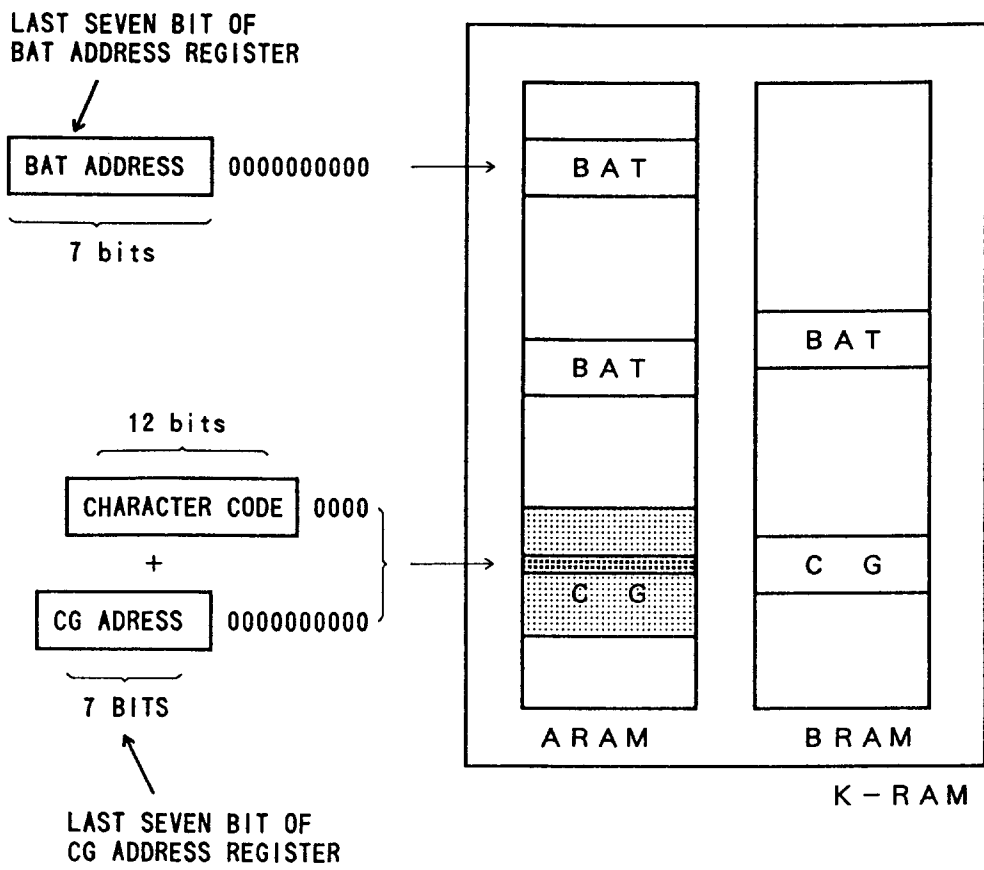 LAST SEVEN BIT OF
BAT ADDRESS REGISTER
BAT ADDRESS 0000000000
7 bits
BAT
BAT
BAT
12 bits
CHARACTER CODE 0000
+
CG ADRESS 0000000000
7 BITS
C G
C G
ARAM
BRAM
K-RAM
LAST SEVEN BIT OF
CG ADDRESS REGISTER